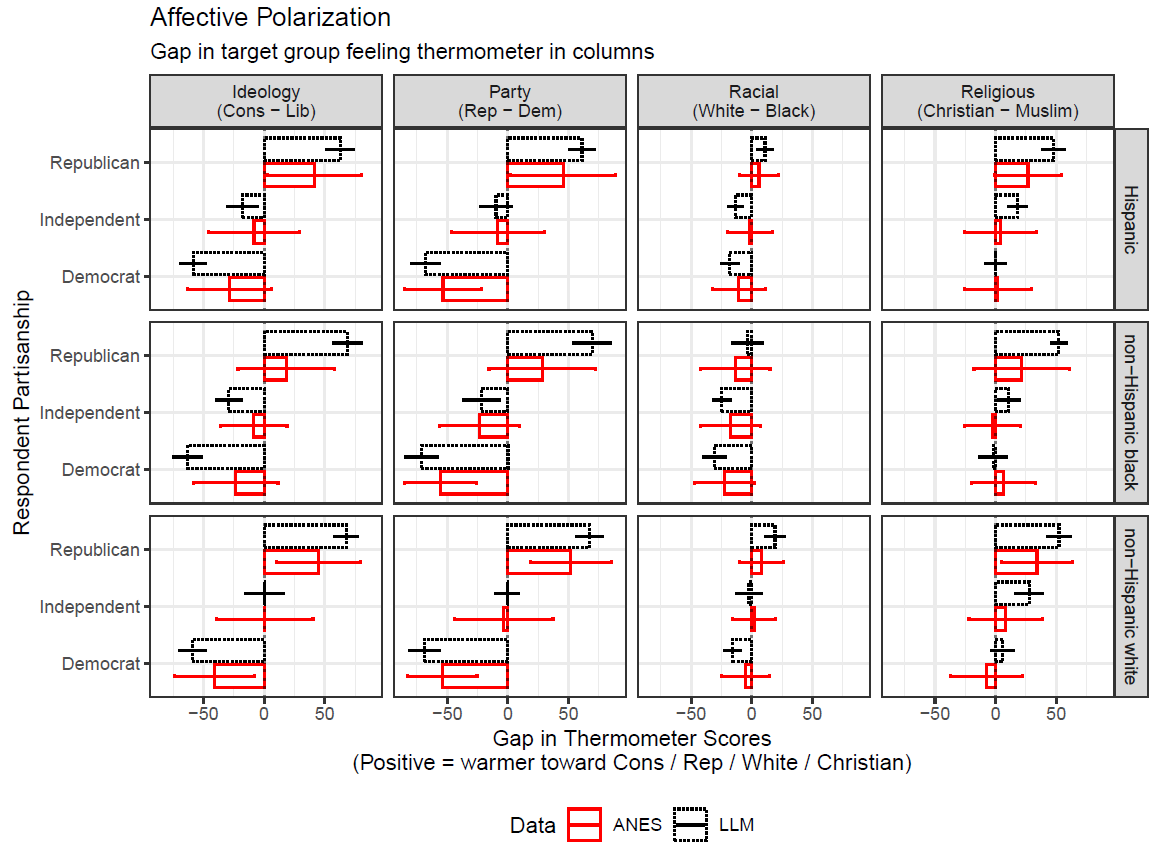 Affective Polarization
Gap in target group feeling thermometer in columns
Ideology
(Cons − Lib)
Party
(Rep − Dem)
Racial
(White − Black)
Religious
(Christian − Muslim)
Respondent Partisanship
Republican
Independent
Democrat
Hispanic
Republican
Independent
Democrat
non−Hispanic black
Republican
Independent
Democrat
non−Hispanic white
−50 0 50 −50 0 50 −50 0 50 −50 0 50
Gap in Thermometer Scores
(Positive = warmer toward Cons / Rep / White / Christian)
Data ANES LLM